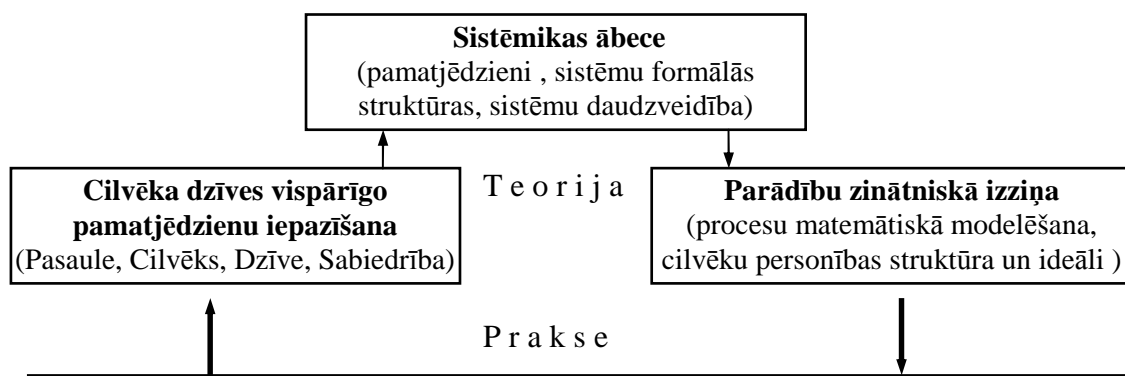 Sistēmikas ābece
(pamatjēdzieni , sistēmu formālās
struktūras, sistēmu daudzveidība)
Cilvēka dzīves vispārīgo
pamatjēdzienu iepazīšana
(Pasaule, Cilvēks, Dzīve, Sabiedrība)
T e o r i j a
Parādību zinātniskā izziņa
(procesu matemātiskā modelēšana,
cilvēku personības struktūra un ideāli )
P r a k s e